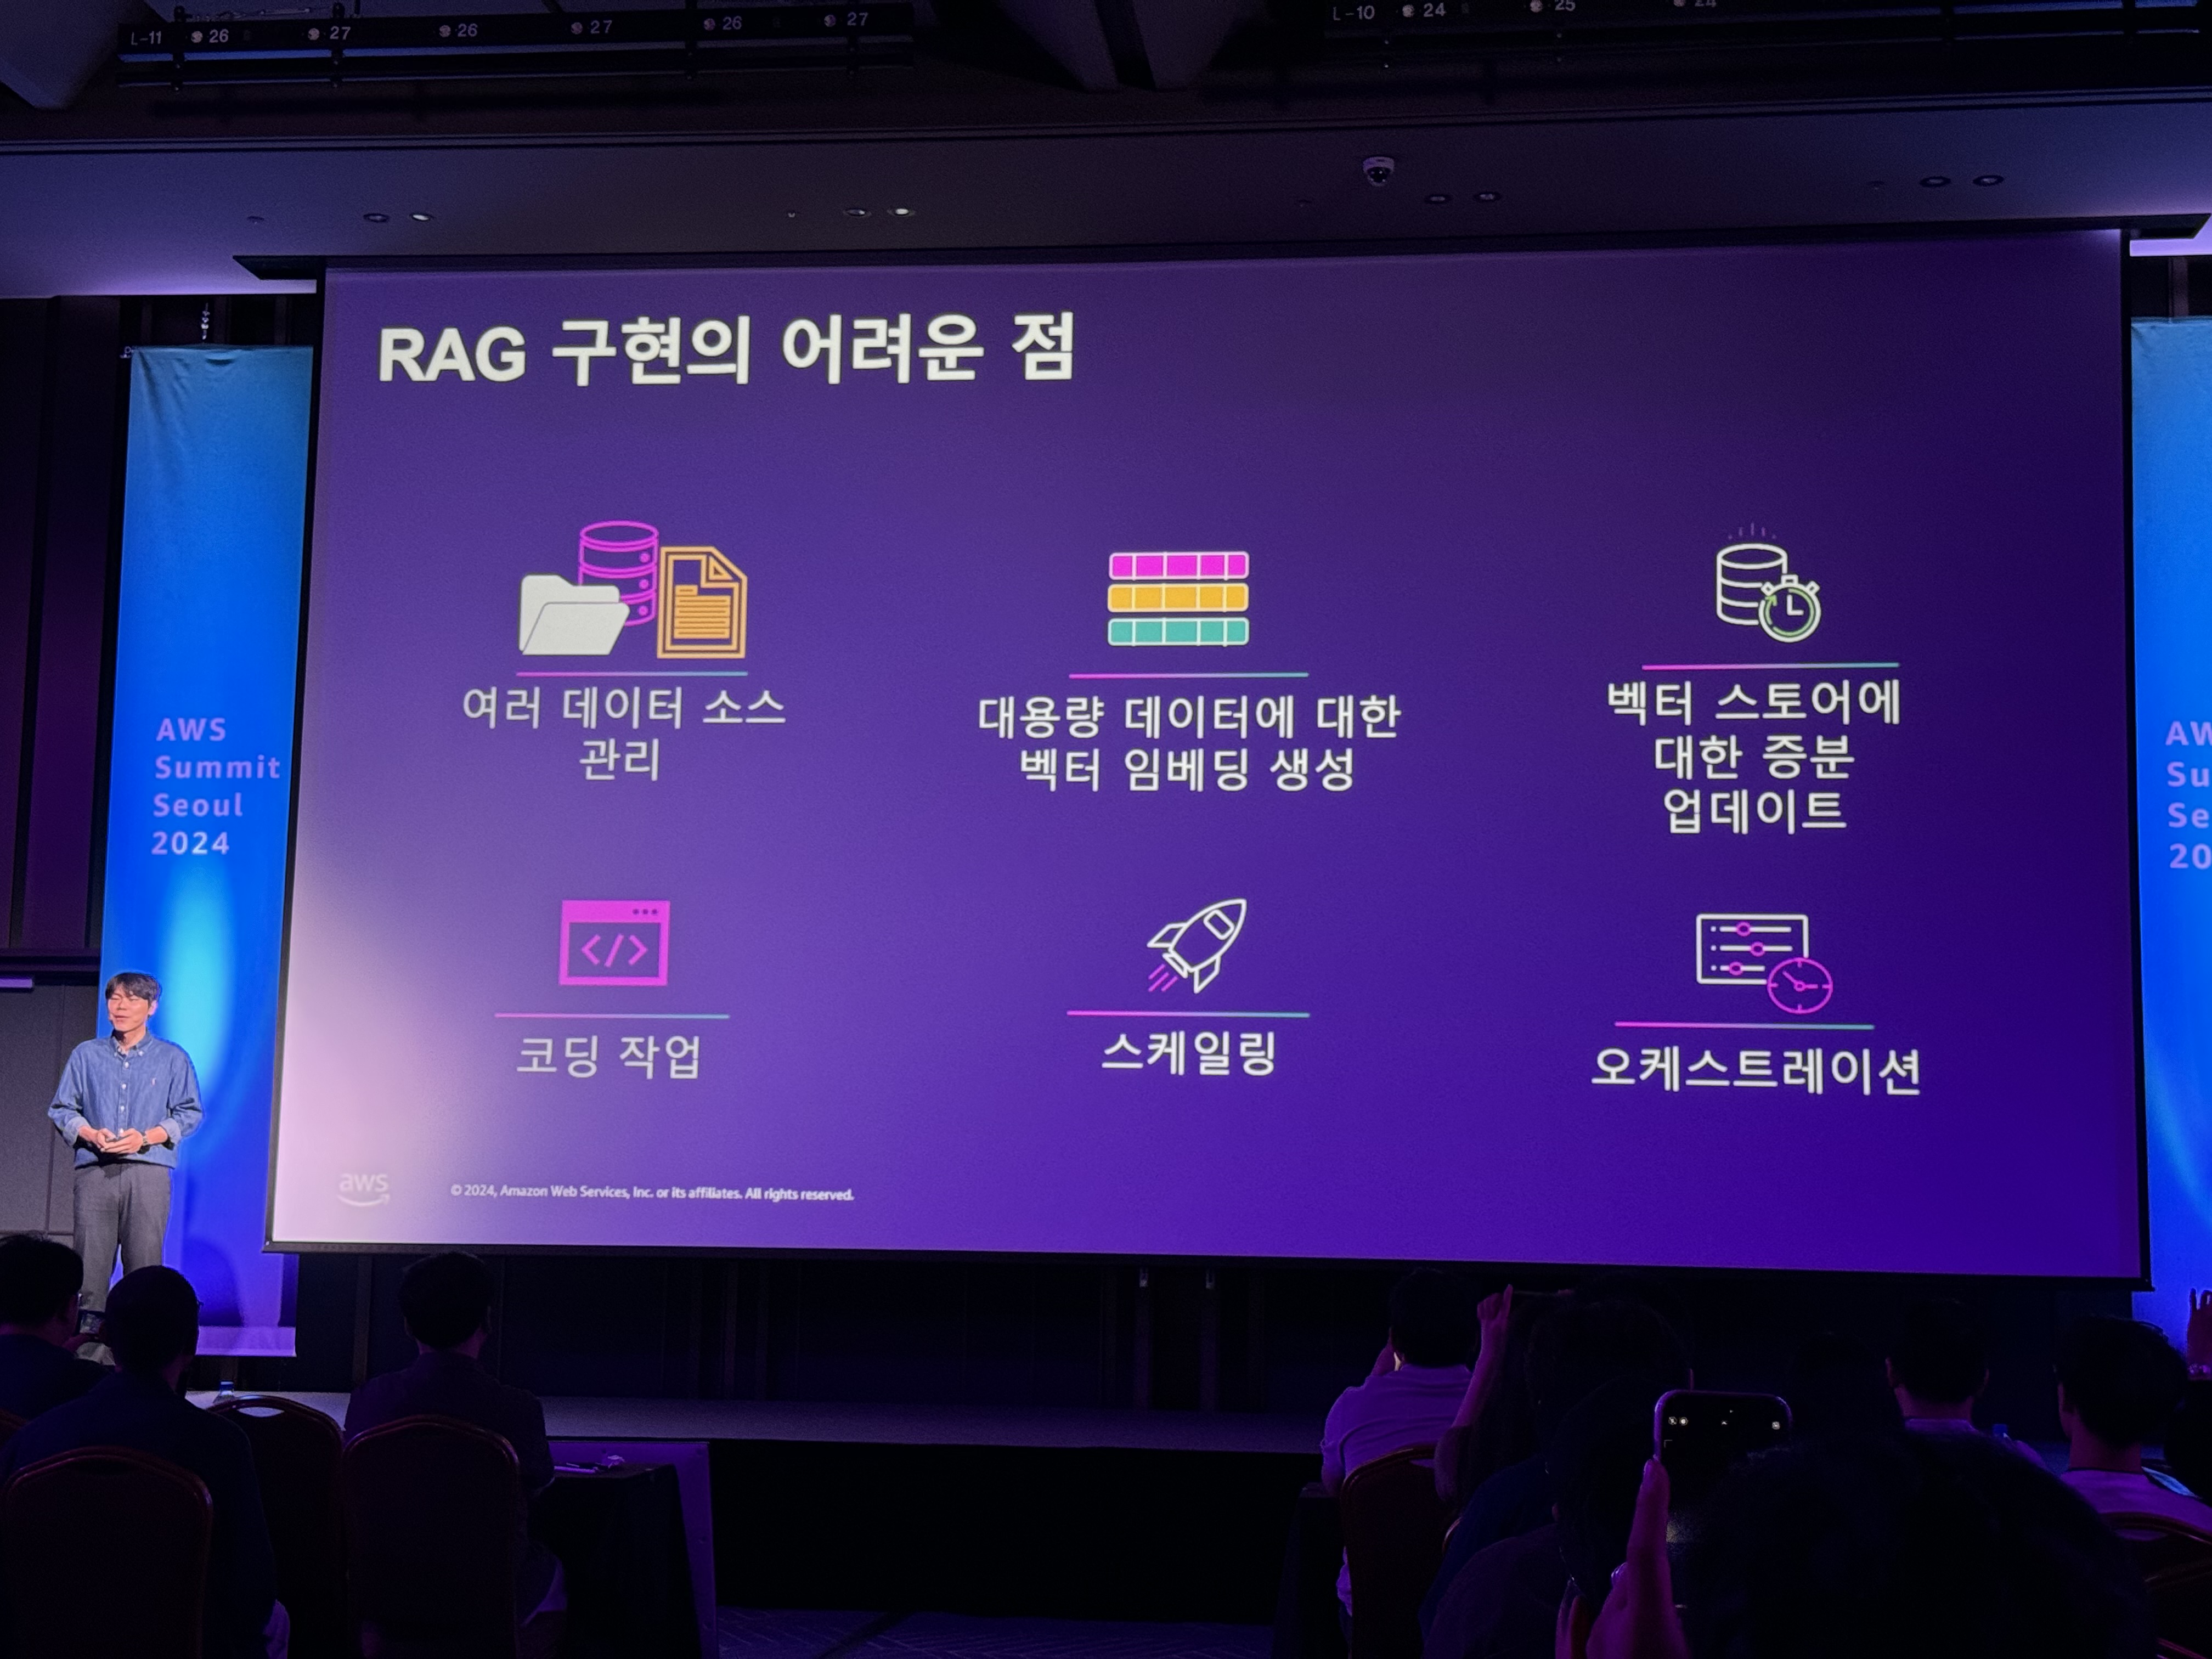 L-11 26 27 26 27 26 27
L-10 24 25 24
RAG 구현의 어려운 점
여러 데이터 소스
관리
대용량 데이터에 대한
벡터 임베딩 생성
벡터 스토어에
대한 증분
업데이트
</>
코딩 작업
스케일링
오케스트레이션
aws
© 2024, Amazon Web Services, Inc. or its affiliates. All rights reserved.
AWS
Summit
Seoul
2024
AW
Su
Se
20